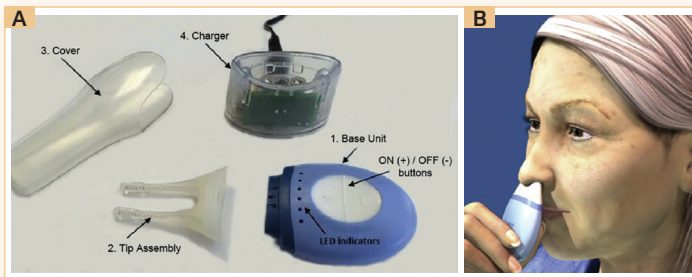 A
B
4. Charger
3. Cover
1. Base Unit
ON (+) / OFF (-)
buttons
LED indicators
2. Tip Assembly